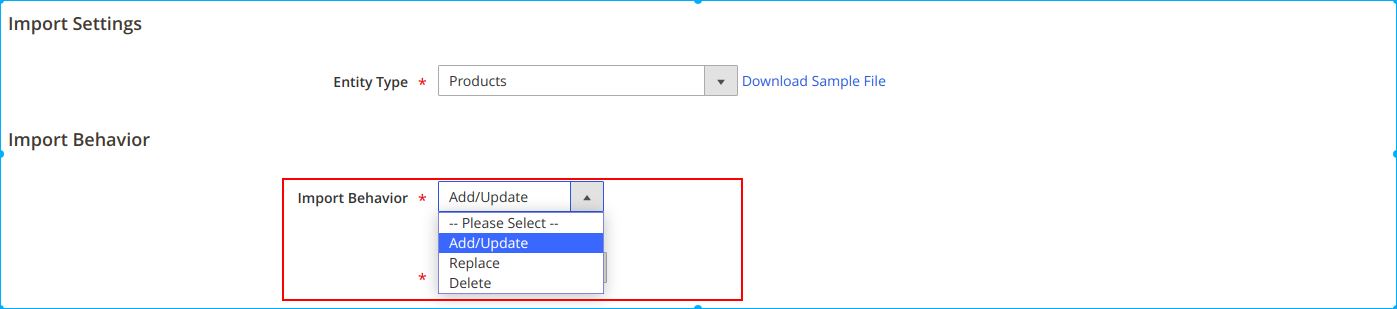 Import Settings
Entity Type * Products Download Sample File
Import Behavior
Import Behavior * Add/Update
-- Please Select --
Add/Update
Replace
* Delete